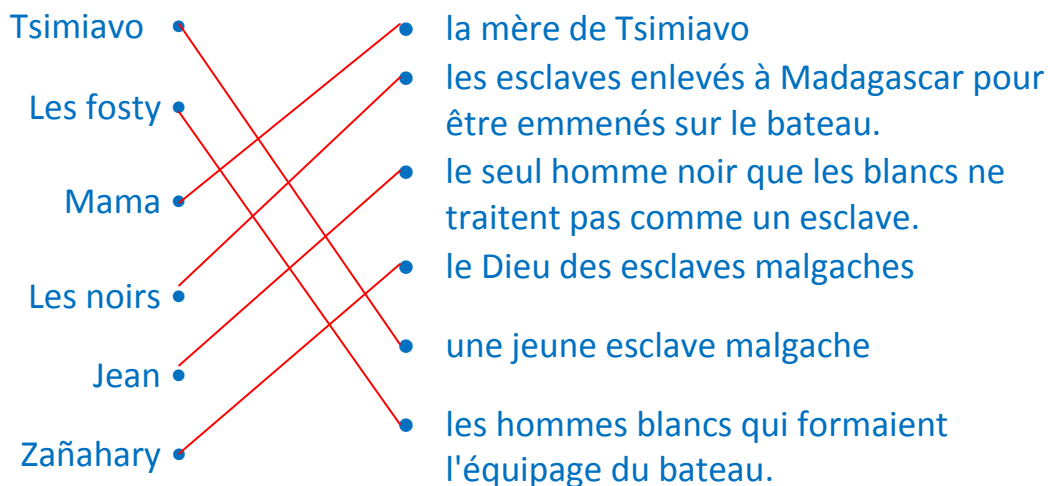 Tsimiavo
Les fosty
Mama
Les noirs
Jean
Zañahary
la mère de Tsimiavo
les esclaves enlevés à Madagascar pour
être emmenés sur le bateau.
le seul homme noir que les blancs ne
traitent pas comme un esclave.
le Dieu des esclaves malgaches
une jeune esclave malgache
les hommes blancs qui formaient
l'équipage du bateau.